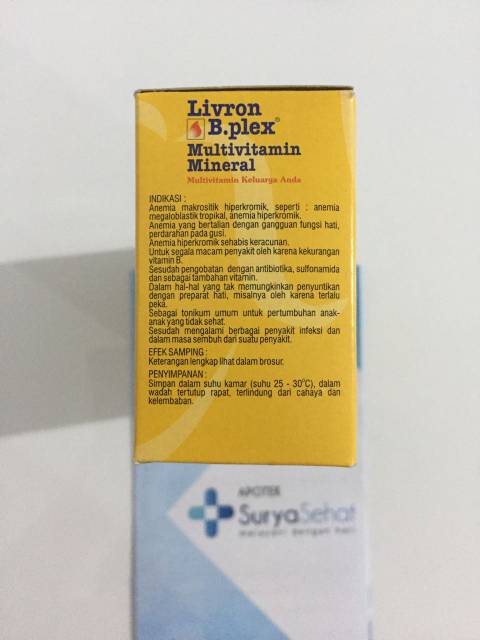 Livron
B.plex®
Multivitamin
Mineral
Multivitamin Keluarga Anda
INDIKASI :
Anemia makrositik hiperkromik, seperti : anemia
megaloblastik tropikal, anemia hiperkromik.
Anemia yang bertalian dengan gangguan fungsi hati,
perdarahan pada gusi.
Anemia hiperkromik sehabis keracunan.
Untuk segala macam penyakit oleh karena kekurangan
vitamin B.
Sesudah pengobatan dengan antibiotika, sulfonamida
dan sebagai tambahan vitamin.
Dalam hal-hal yang tak memungkinkan penyuntikan
dengan preparat hati, misalnya oleh karena terlalu
peka.
Sebagai tonikum umum untuk pertumbuhan anak-
anak yang tidak sehat.
Sesudah mengalami berbagai penyakit infeksi dan
dalam masa sembuh dari suatu penyakit.
EFEK SAMPING :
Keterangan lengkap lihat dalam brosur.
PENYIMPANAN :
Simpan dalam suhu kamar (suhu 25 - 30°C), dalam
wadah tertutup rapat, terlindung dari cahaya dan
kelembaban.
APOTEK
SuryaSehat
melayani dengan hati